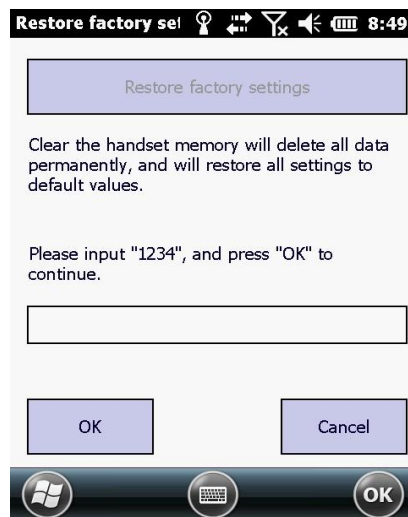 Restore factory set
8:49
Restore factory settings
Clear the handset memory will delete all data
permanently, and will restore all settings to
default values.
Please input "1234", and press "OK" to
continue.
OK
Cancel
OK